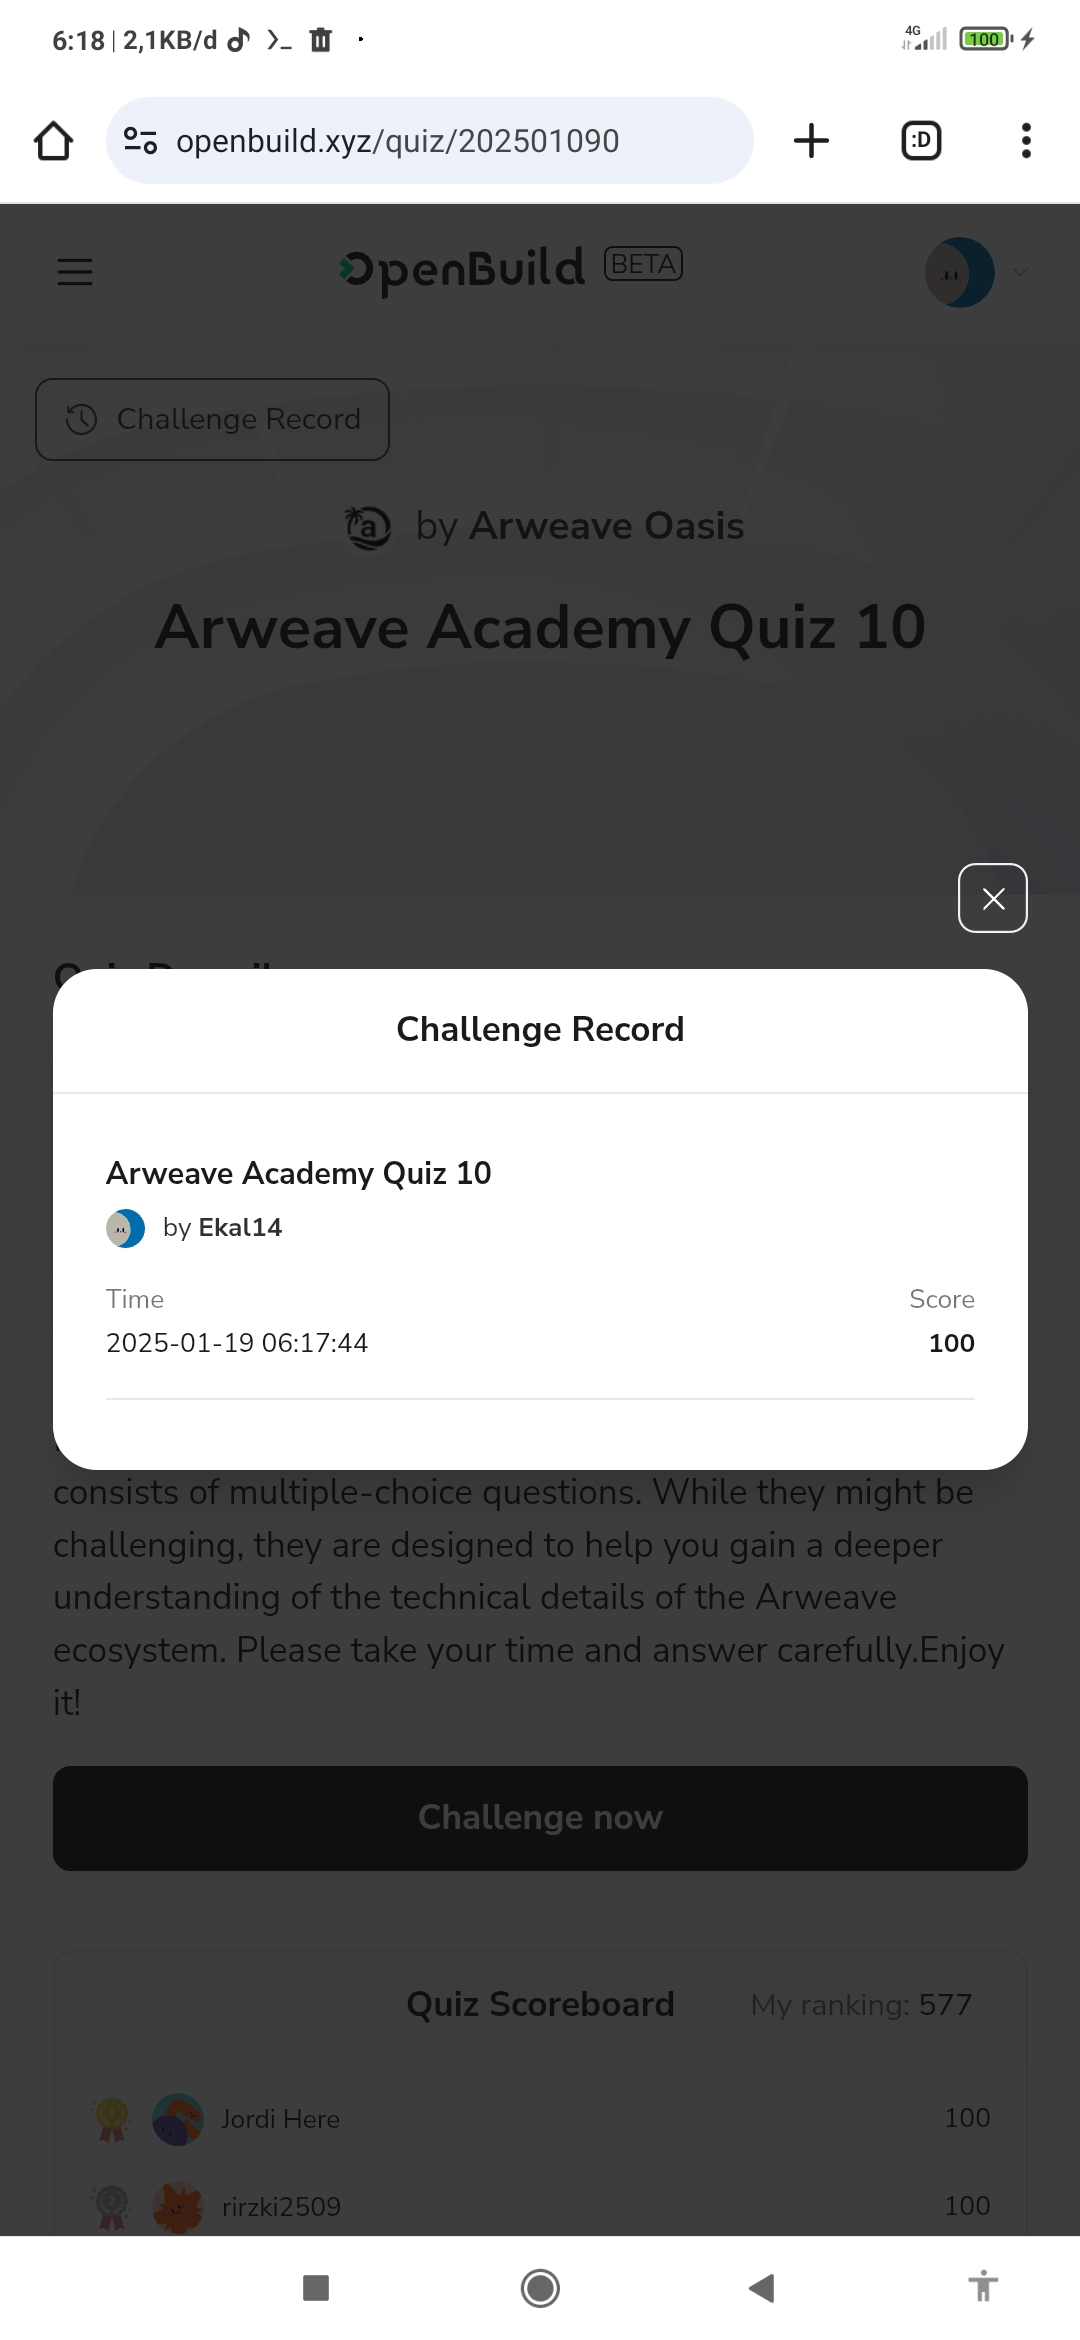 6:18 | 2,1KB/d
4G
100
openbuild.xyz/quiz/202501090
:D
OpenBuild BETA
Challenge Record
by Arweave Oasis
Arweave Academy Quiz 10
Challenge Record
Arweave Academy Quiz 10
by Ekal14
Time Score
2025-01-19 06:17:44 100
consists of multiple-choice questions. While they might be
challenging, they are designed to help you gain a deeper
understanding of the technical details of the Arweave
ecosystem. Please take your time and answer carefully.Enjoy
it!
Challenge now
Quiz Scoreboard My ranking: 577
1 Jordi Here 100
2 rirzki2509 100